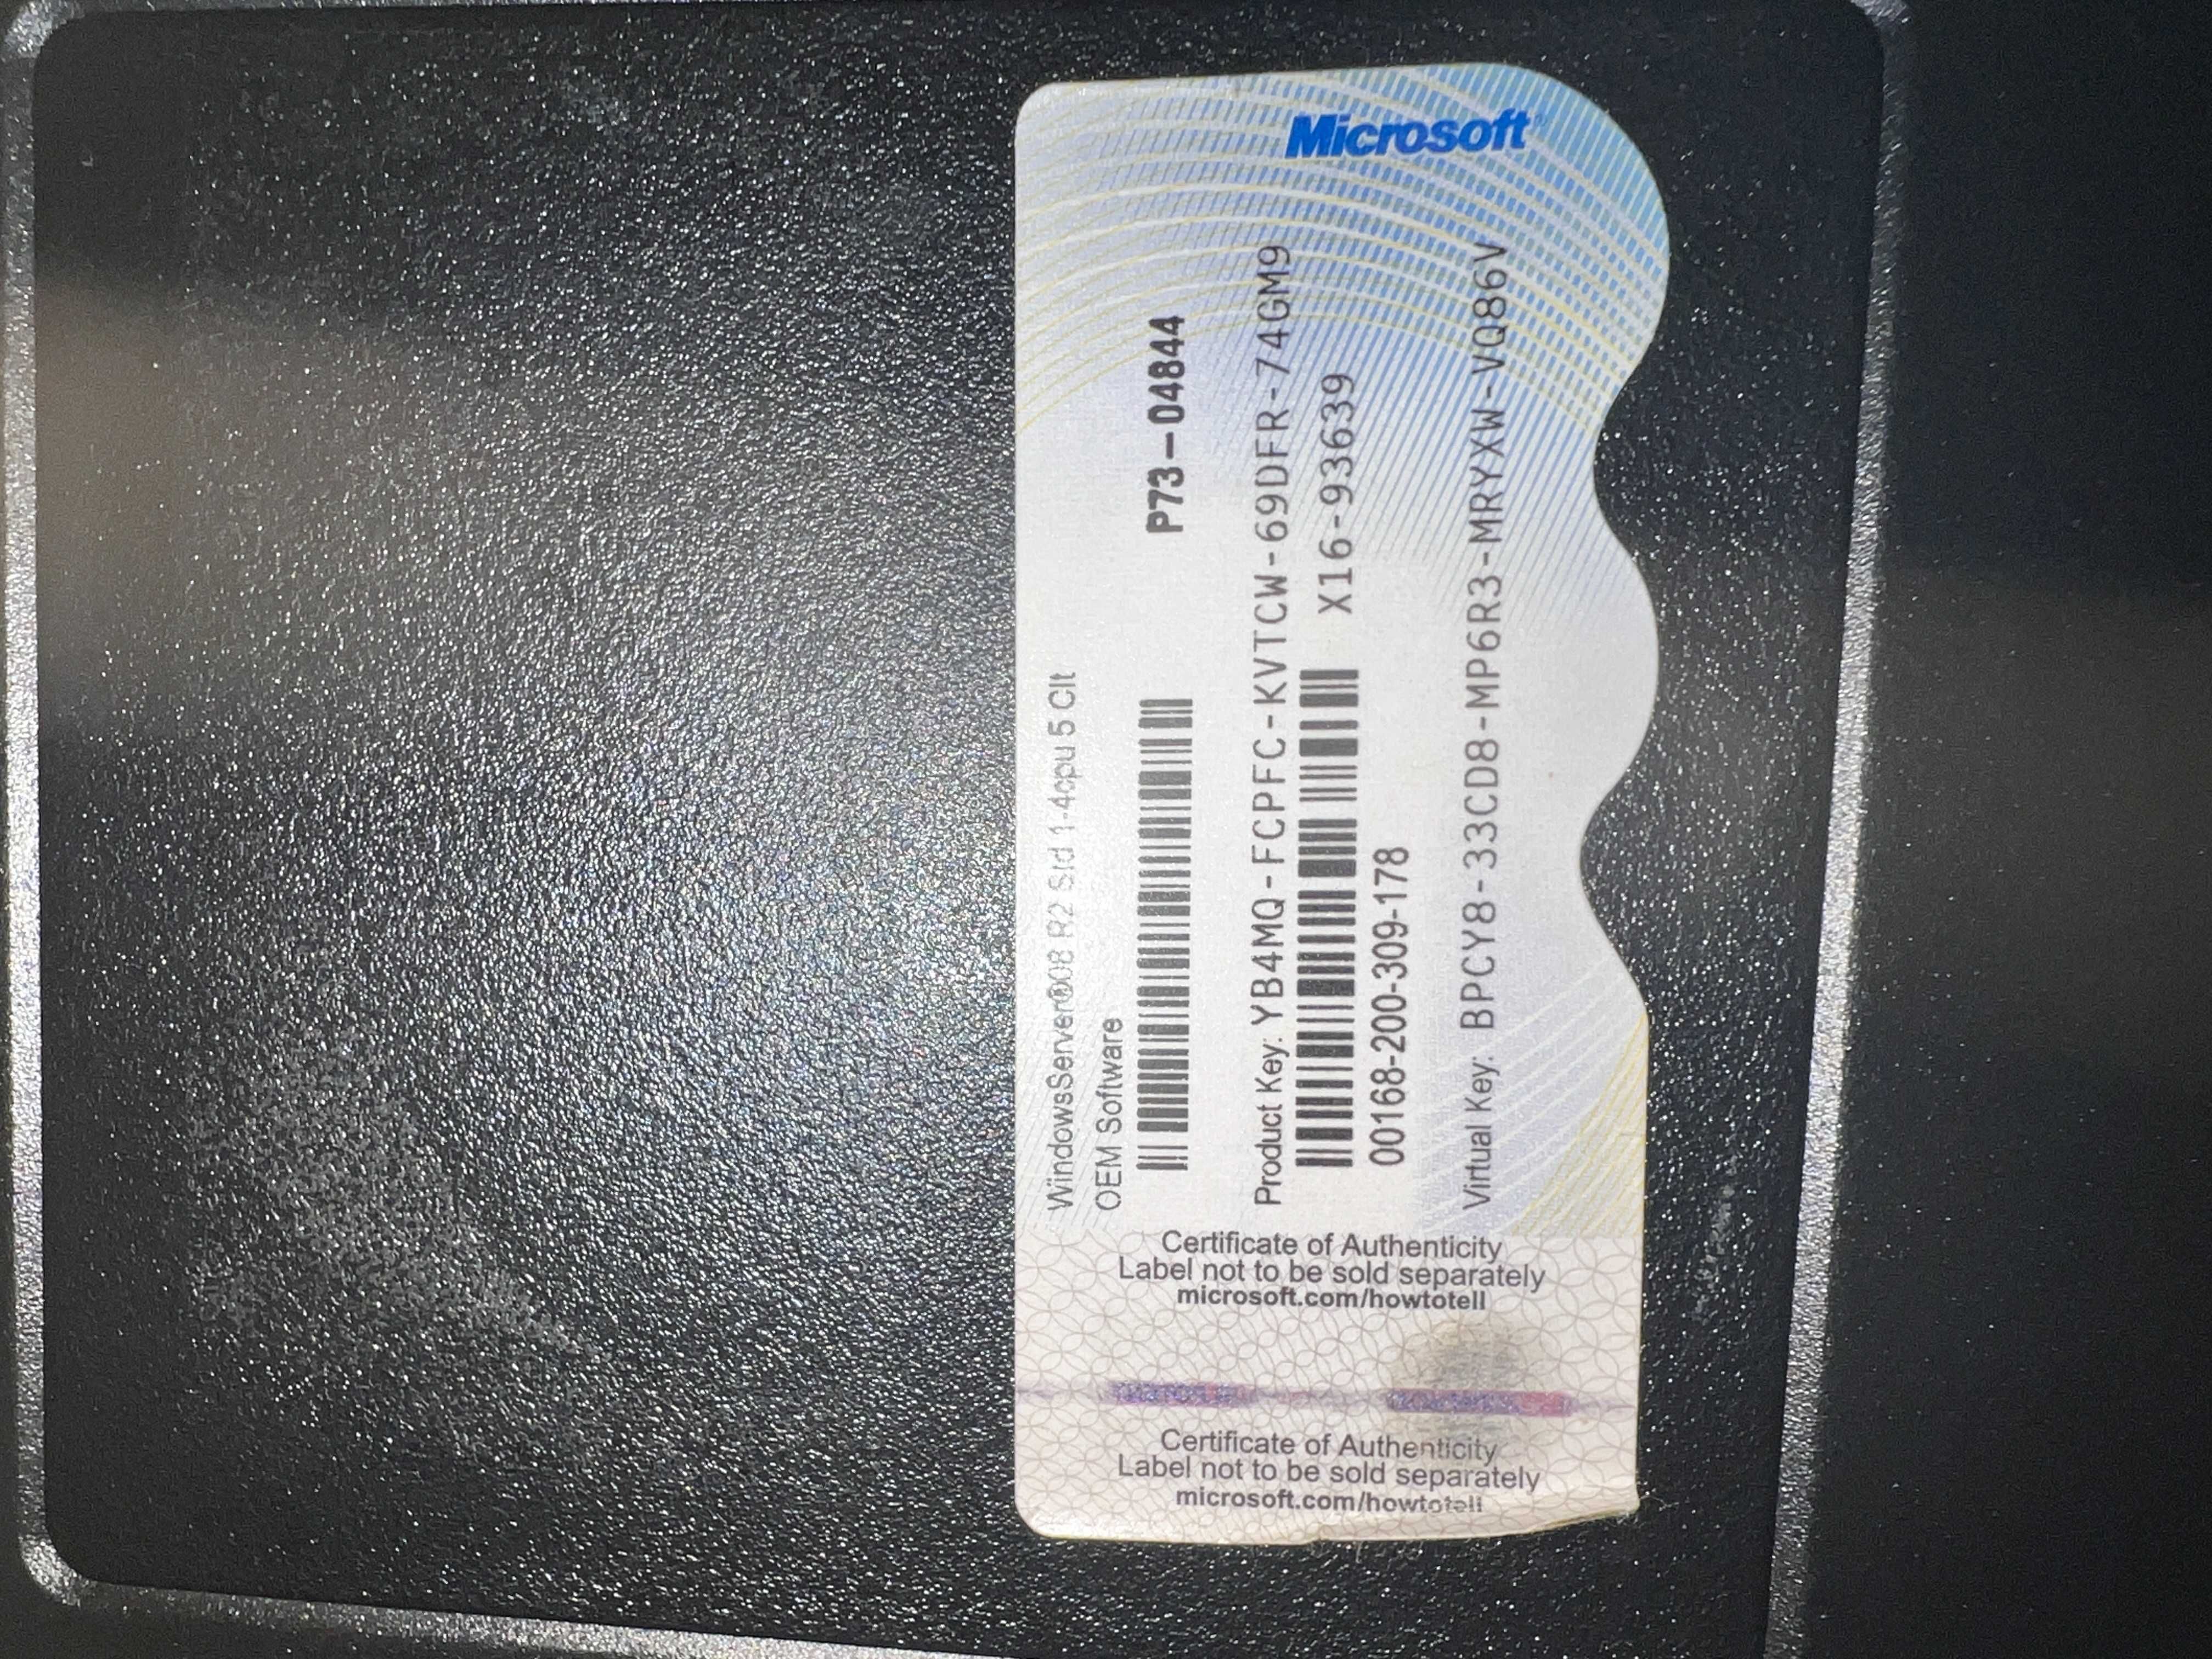 Microsoft
WindowsServer®08 R2 Std 1-4cpu 5 Clt
OEM Software
P73-04844
Product Key: YB4MQ-FCPFC-KVTCW-69DFR-74GM9
X16-93639
00168-200-309-178
Virtual Key: BPCY8-33CD8-MP6R3-MRYXW-VQ86V
Certificate of Authenticity
Label not to be sold separately
microsoft.com/howtotell
Certificate of Authenticity
Label not to be sold separately
microsoft.com/howtotell